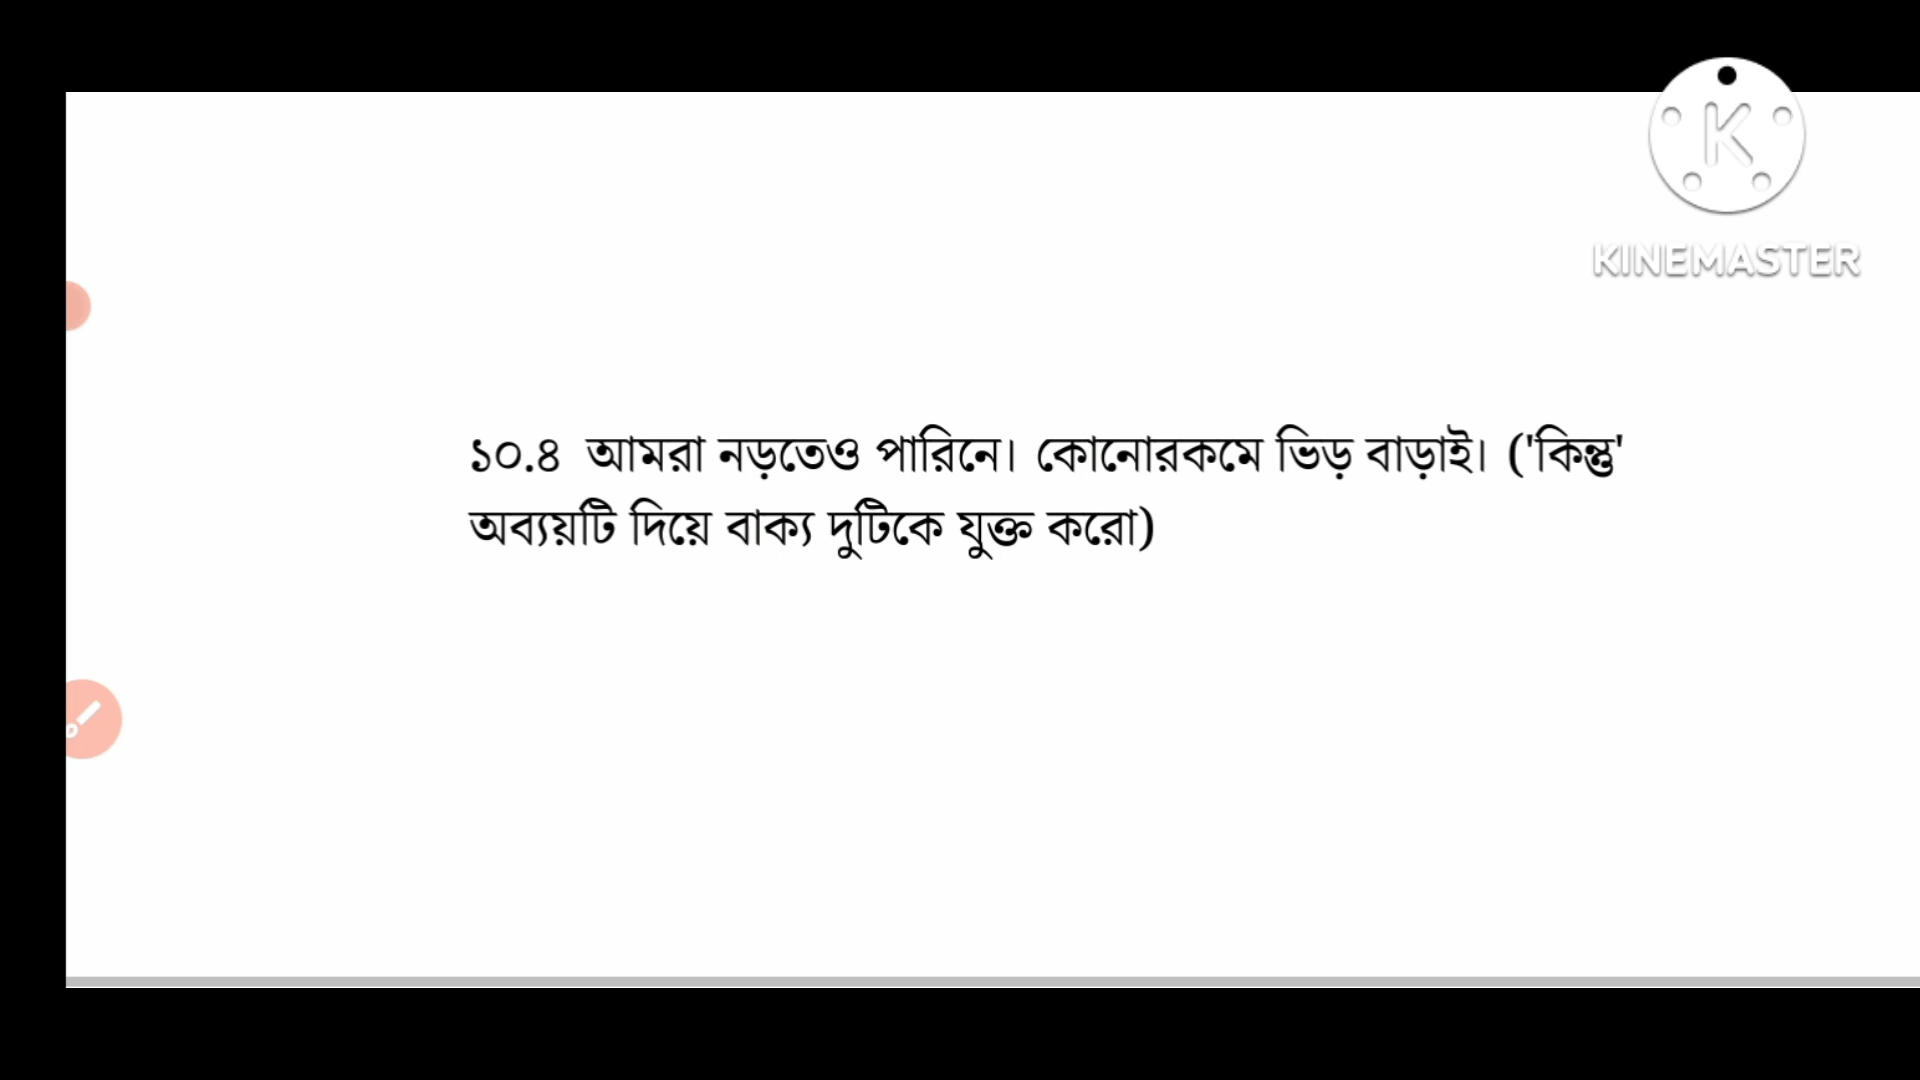 KINEMASTER
১০.৪ আমরা নড়তেও পারিনে। কোনোরকমে ভিড় বাড়াই। ('কিন্তু'
অব্যয়টি দিয়ে বাক্য দুটিকে যুক্ত করো)